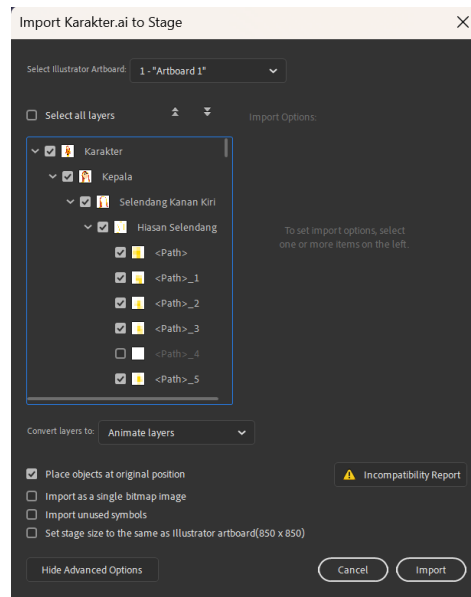 Import Karakter.ai to Stage
Select Illustrator Artboard: 1 - "Artboard 1"
Select all layers
Import Options:
Karakter
Kepala
Selendang Kanan Kiri
Hiasan Selendang
To set import options, select
one or more items on the left.
<Path>
<Path>_1
<Path>_2
<Path>_3
<Path>_4
<Path>_5
Convert layers to: Animate layers
Place objects at original position
Incompatibility Report
Import as a single bitmap image
Import unused symbols
Set stage size to the same as Illustrator artboard(850 x 850)
Hide Advanced Options
Cancel
Import